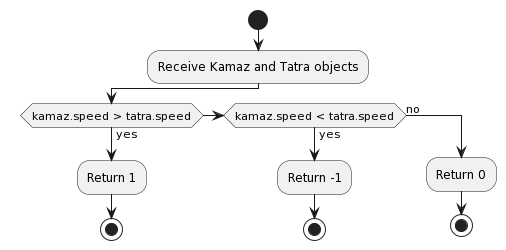 Receive Kamaz and Tatra objects
kamaz.speed > tatra.speed
kamaz.speed < tatra.speed
no
yes
yes
Return 1
Return -1
Return 0